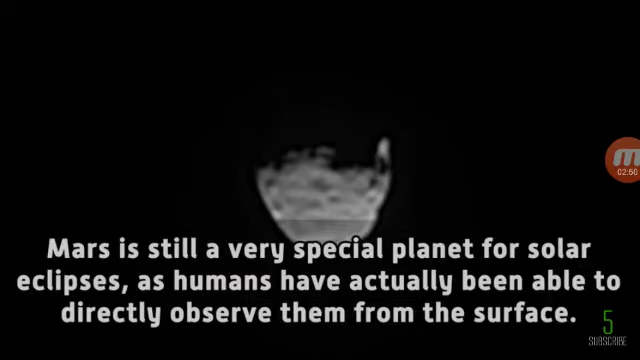 Mars is still a very special planet for solar
eclipses, as humans have actually been able to
directly observe them from the surface.
02:50
5
SUBSCRIBE